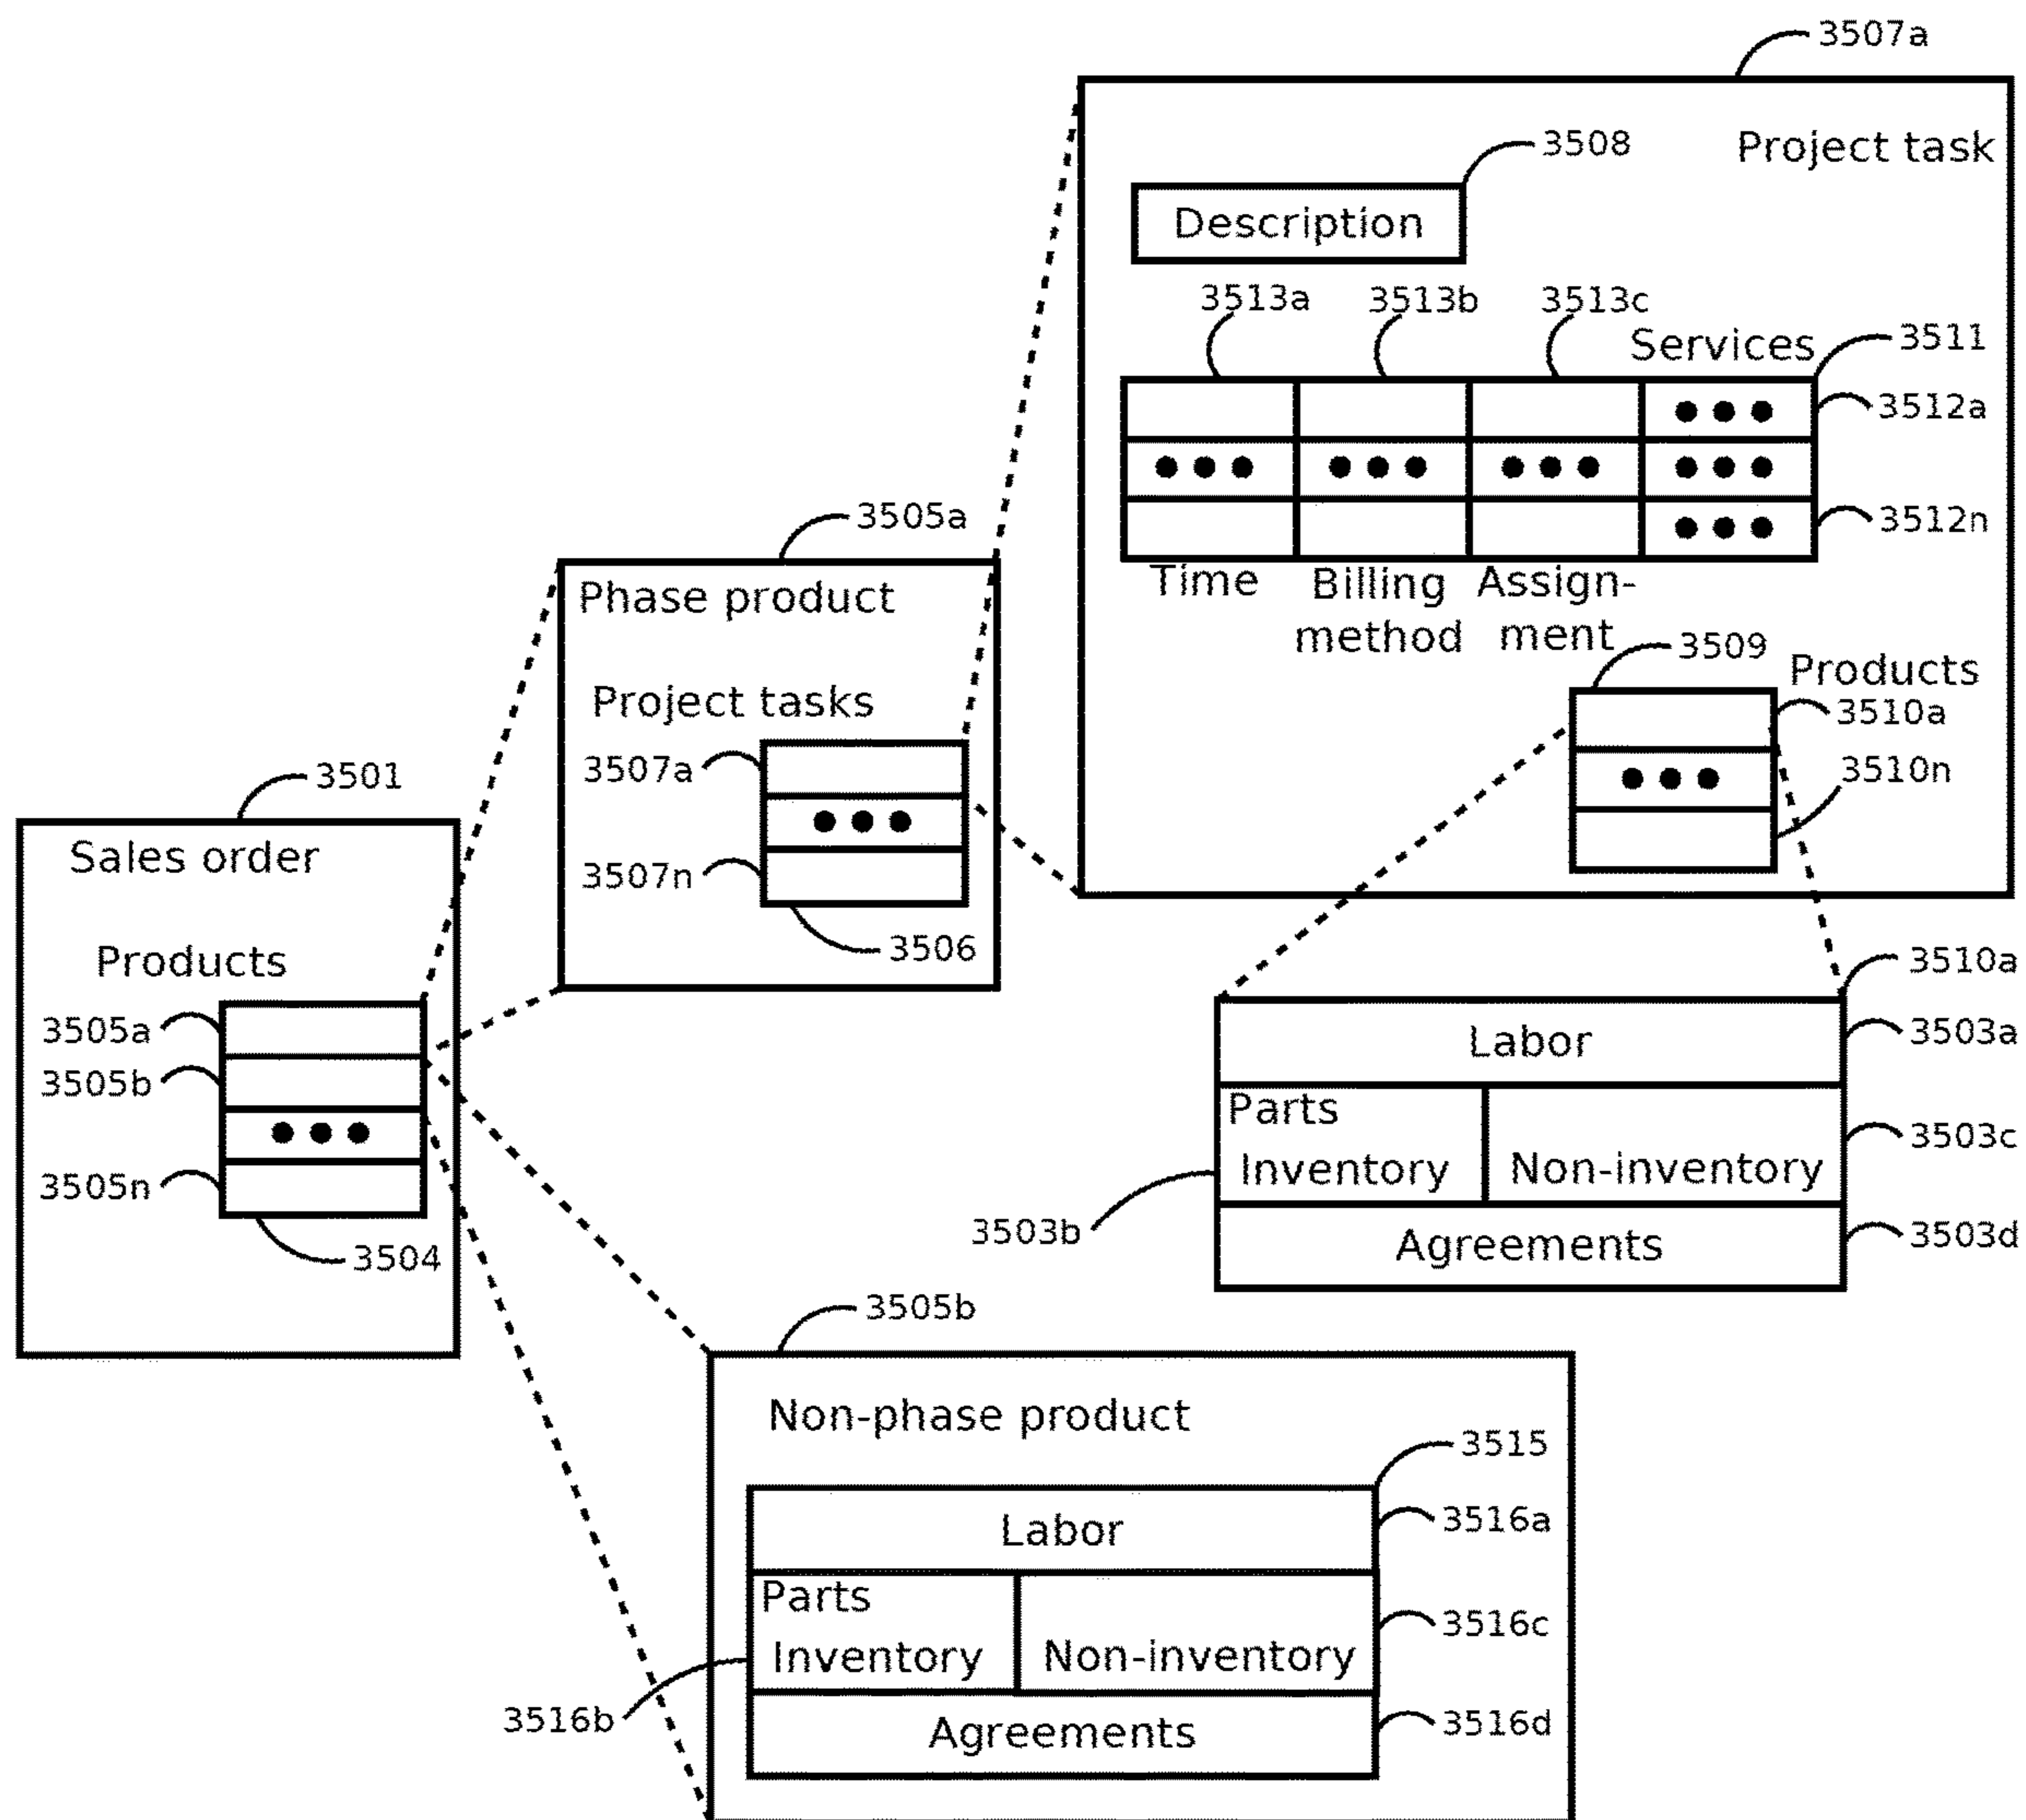 3507a
Project task
3508
Description
3513a
3513b
3513c
Services
3511
3512a
3512n
Time
Billing
method
Assign-
ment
3509
Products
3510a
3510n
3505a
Phase product
Project tasks
3507a
3507n
3506
3501
Sales order
Products
3505a
3505b
3505n
3504
3510a
Labor
3503a
Parts
Inventory
Non-inventory
3503c
3503b
Agreements
3503d
3505b
Non-phase product
3515
Labor
3516a
Parts
Inventory
Non-inventory
3516c
3516b
Agreements
3516d